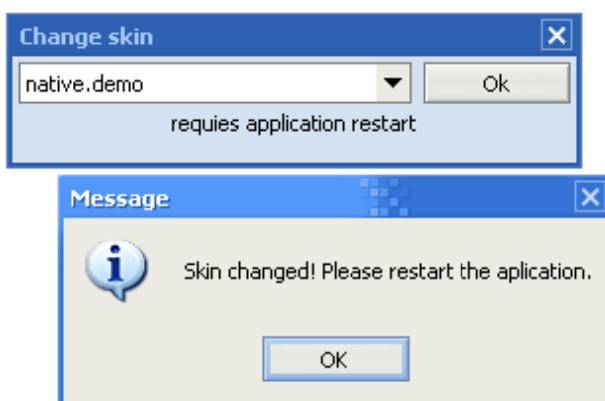 Change skin
native.demo
Ok
requies application restart
Message
Skin changed! Please restart the aplication.
OK